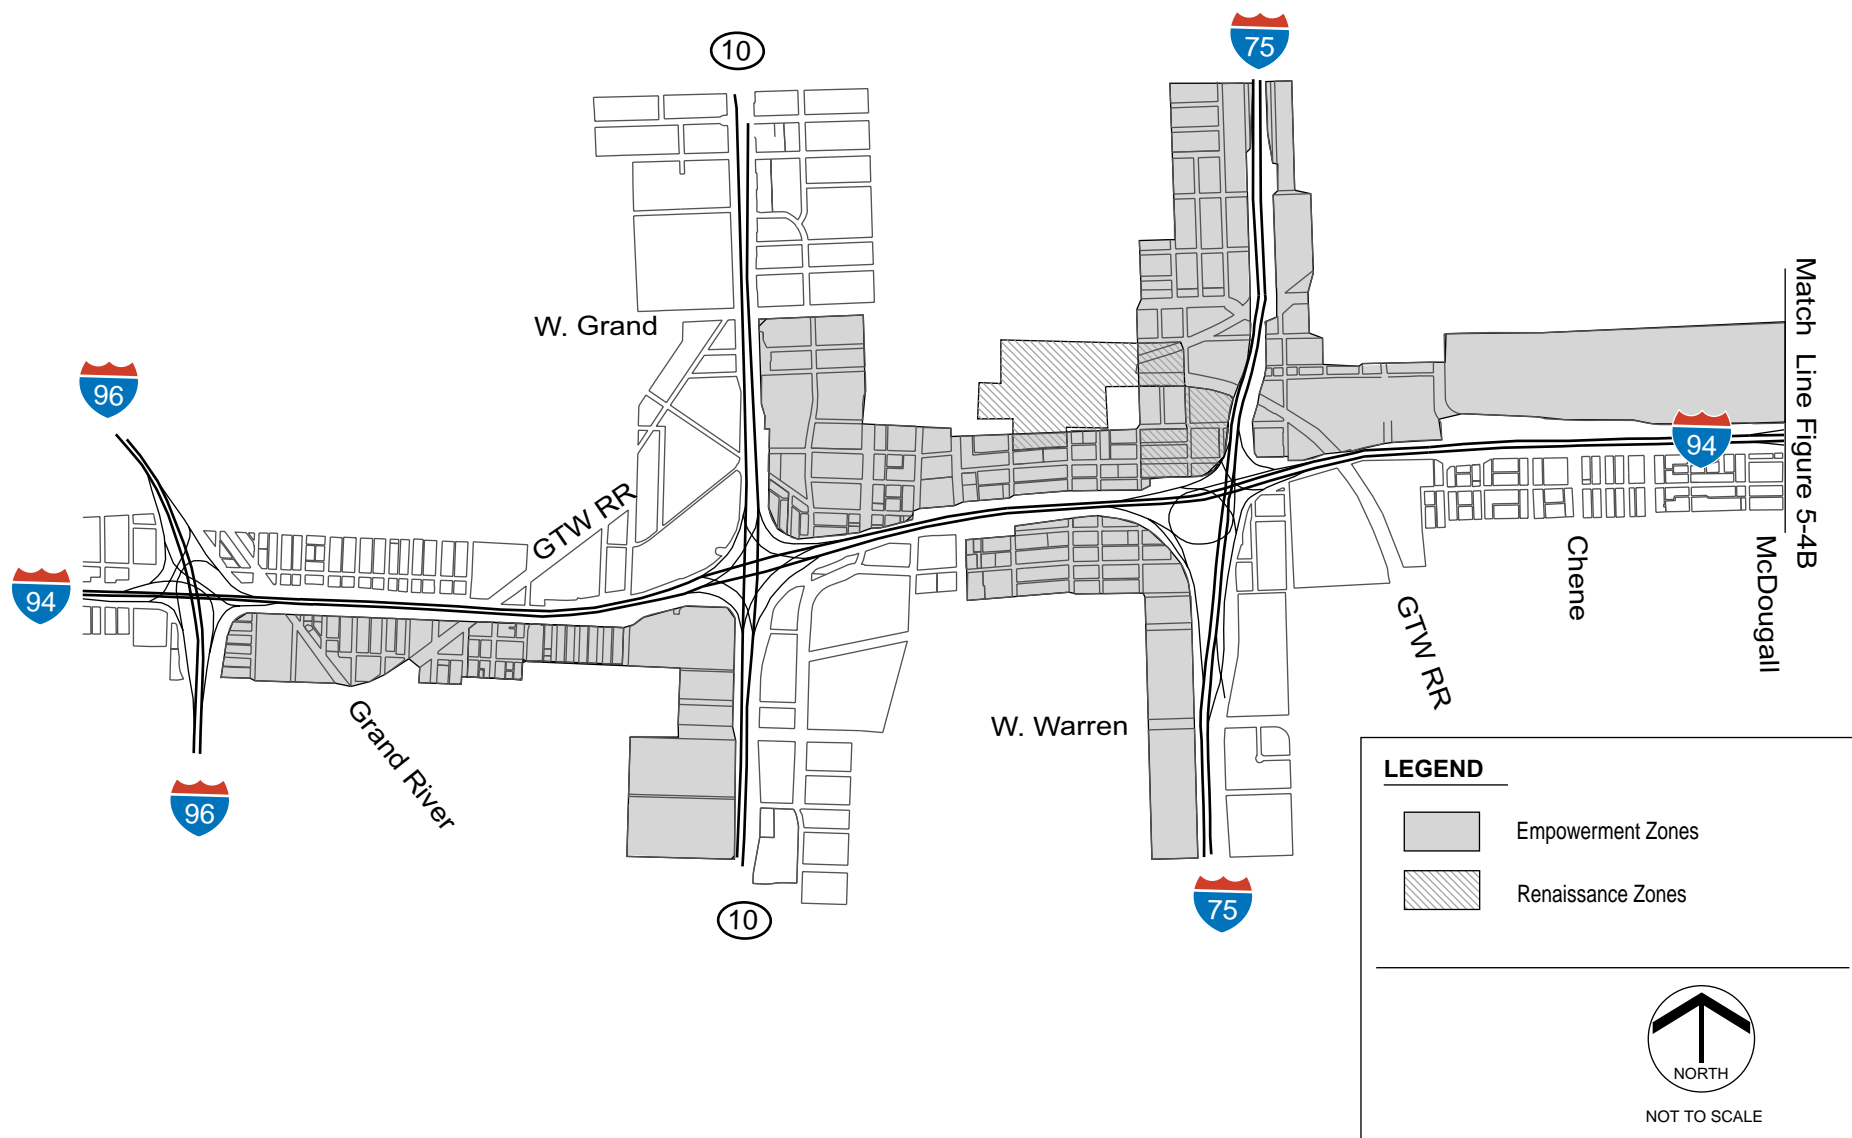 10
75
Match Line Figure 5-4B
W. Grand
96
94
GTW RR
94
Chene
McDougall
GTW RR
W. Warren
Grand River
96
10
75
LEGEND
Empowerment Zones
Renaissance Zones
NORTH
NOT TO SCALE